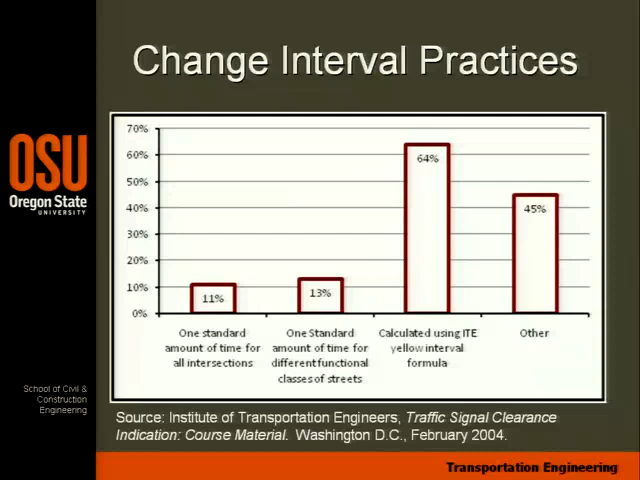 Change Interval Practices
OSU
Oregon State
UNIVERSITY
70%
60%
50%
40%
30%
20%
10%
0%
11%
13%
64%
45%
One standard
amount of time for
all intersections
One Standard
amount of time for
different functional
classes of streets
Calculated using ITE
yellow interval
formula
Other
School of Civil &
Construction
Engineering
Source: Institute of Transportation Engineers, Traffic Signal Clearance
Indication: Course Material. Washington D.C., February 2004.
Transportation Engineering